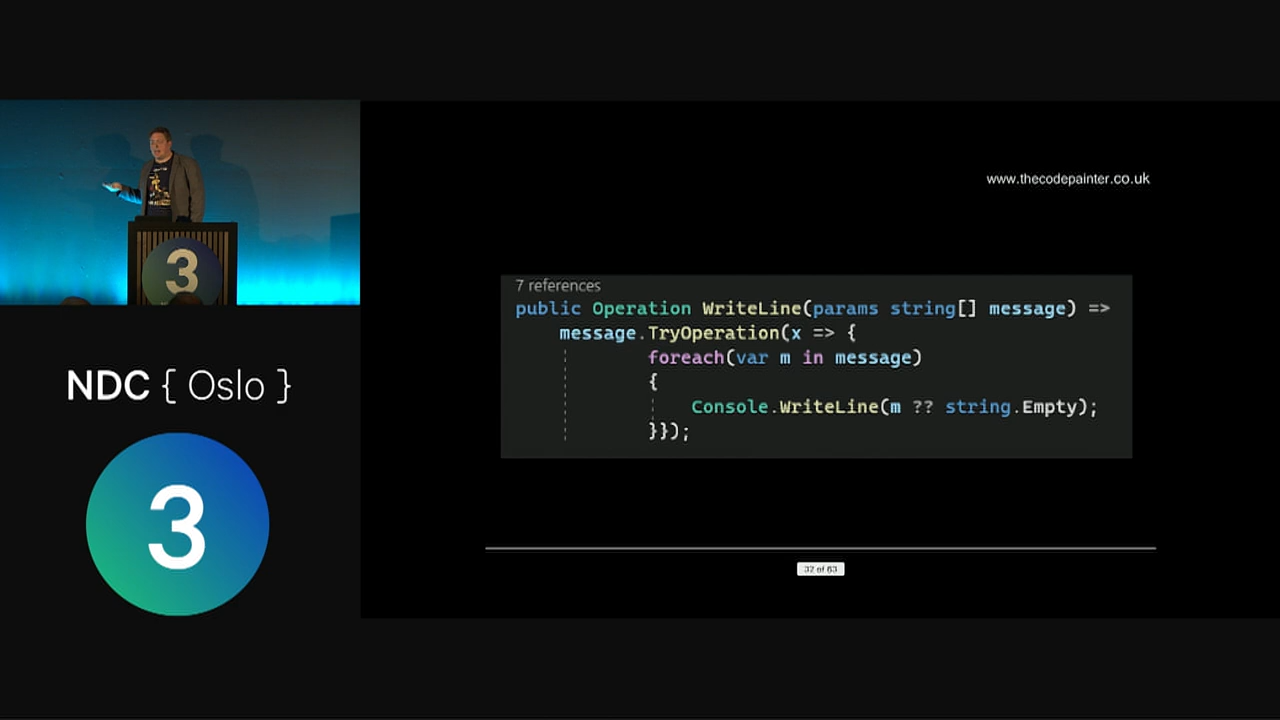 www.thecodepainter.co.uk
7 references
public Operation WriteLine(params string[] message) =>
message.TryOperation(x => {
foreach(var m in message)
{
Console.WriteLine(m ?? string.Empty);
}});
32 of 63
3
NDC { Oslo }
3